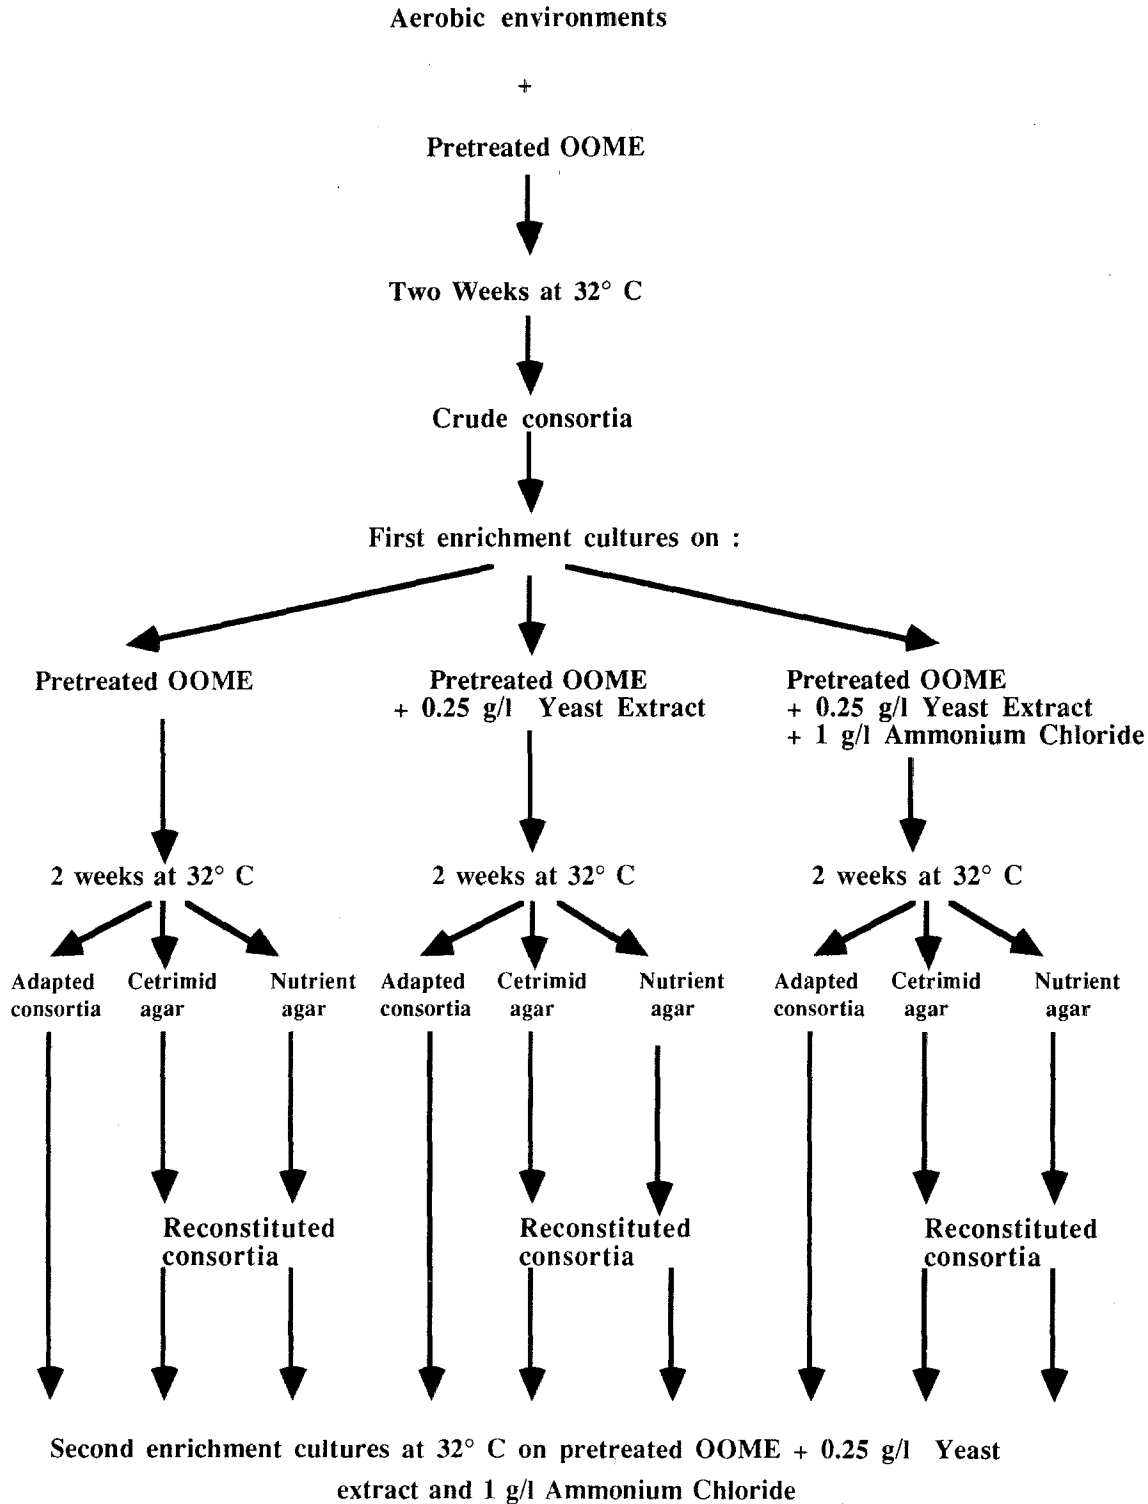 Aerobic environments
+
Pretreated OOME
Two Weeks at 32° C
Crude consortia
First enrichment cultures on :
Pretreated OOME
Pretreated OOME
+ 0.25 g/l Yeast Extract
Pretreated OOME
+ 0.25 g/l Yeast Extract
+ 1 g/l Ammonium Chloride
2 weeks at 32° C
2 weeks at 32° C
2 weeks at 32° C
Adapted
consortia
Cetrimid
agar
Nutrient
agar
Adapted
consortia
Cetrimid
agar
Nutrient
agar
Adapted
consortia
Cetrimid
agar
Nutrient
agar
Reconstituted
consortia
Reconstituted
consortia
Reconstituted
consortia
Second enrichment cultures at 32° C on pretreated OOME + 0.25 g/l Yeast
extract and 1 g/l Ammonium Chloride